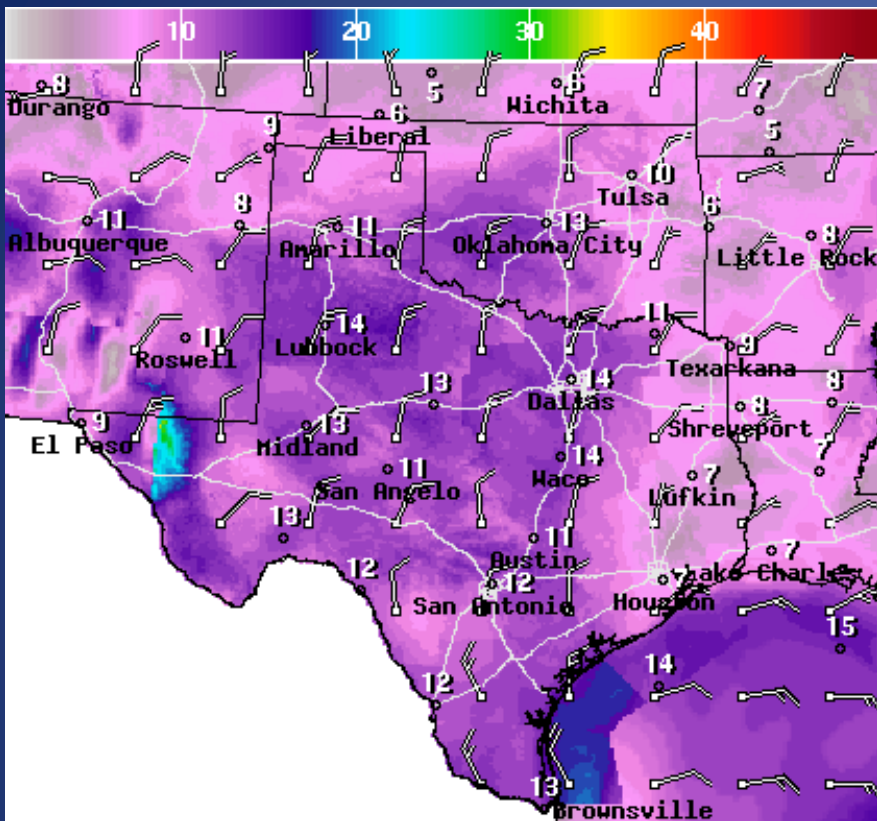 10 20 30 40
8 5 6 7
Durango Wichita
6
Liberal
9 5
10
Tulsa
11 8 11 13 6 8
Albuquerque Amarillo Oklahoma City Little Rock
11 14 11 9
Roswell Lubbock Texarkana
13 14 8 8
Dallas
9 13 Shreveport
El Paso Midland
11 14 7 7
San Angelo Waco Lufkin
13 11 7
Austin
12 12 7 Lake Charles
San Antonio Houston
15
12 14
13
Brownsville